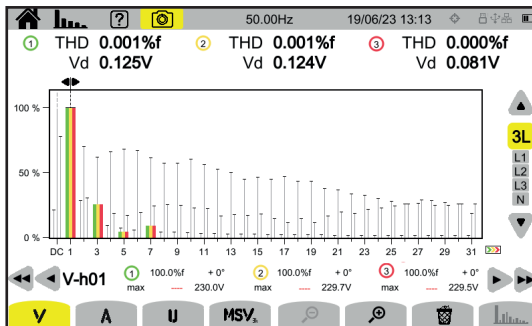 ? 50.00Hz 19/06/23 13:13
1 THD 0.001%f 2 THD 0.001%f 3 THD 0.000%f
Vd 0.125V Vd 0.124V Vd 0.081V
100 %
50 %
0 %
DC 1 3 5 7 9 11 13 15 17 19 21 23 25 27 29 31
3L
L1
L2
L3
N
V-h01 1 100.0%f + 0° 2 100.0%f + 0° 3 100.0%f + 0°
max ---- 230.0V max ---- 229.7V max ---- 229.5V
V A U MSV